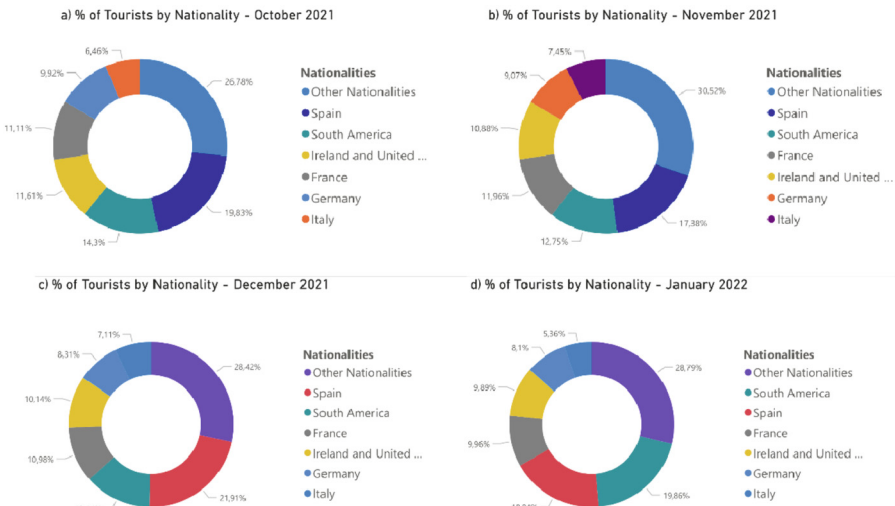 a) % of Tourists by Nationality - October 2021
6,46%
9,92%
26,78%
11,11%
11,61%
14,3%
19,83%
Nationalities
Other Nationalities
Spain
South America
Ireland and United ...
France
Germany
Italy
b) % of Tourists by Nationality - November 2021
7,45%
9,07%
30,52%
10,88%
11,96%
12,75%
17,38%
Nationalities
Other Nationalities
Spain
South America
France
Ireland and United ...
Germany
Italy
c) % of Tourists by Nationality - December 2021
7,11%
8,31%
28,42%
10,14%
10,98%
21,91%
Nationalities
Other Nationalities
Spain
South America
France
Ireland and United ...
Germany
Italy
d) % of Tourists by Nationality - January 2022
5,36%
8,1%
28,79%
9,89%
9,96%
19,86%
Nationalities
Other Nationalities
South America
Spain
France
Ireland and United ...
Germany
Italy